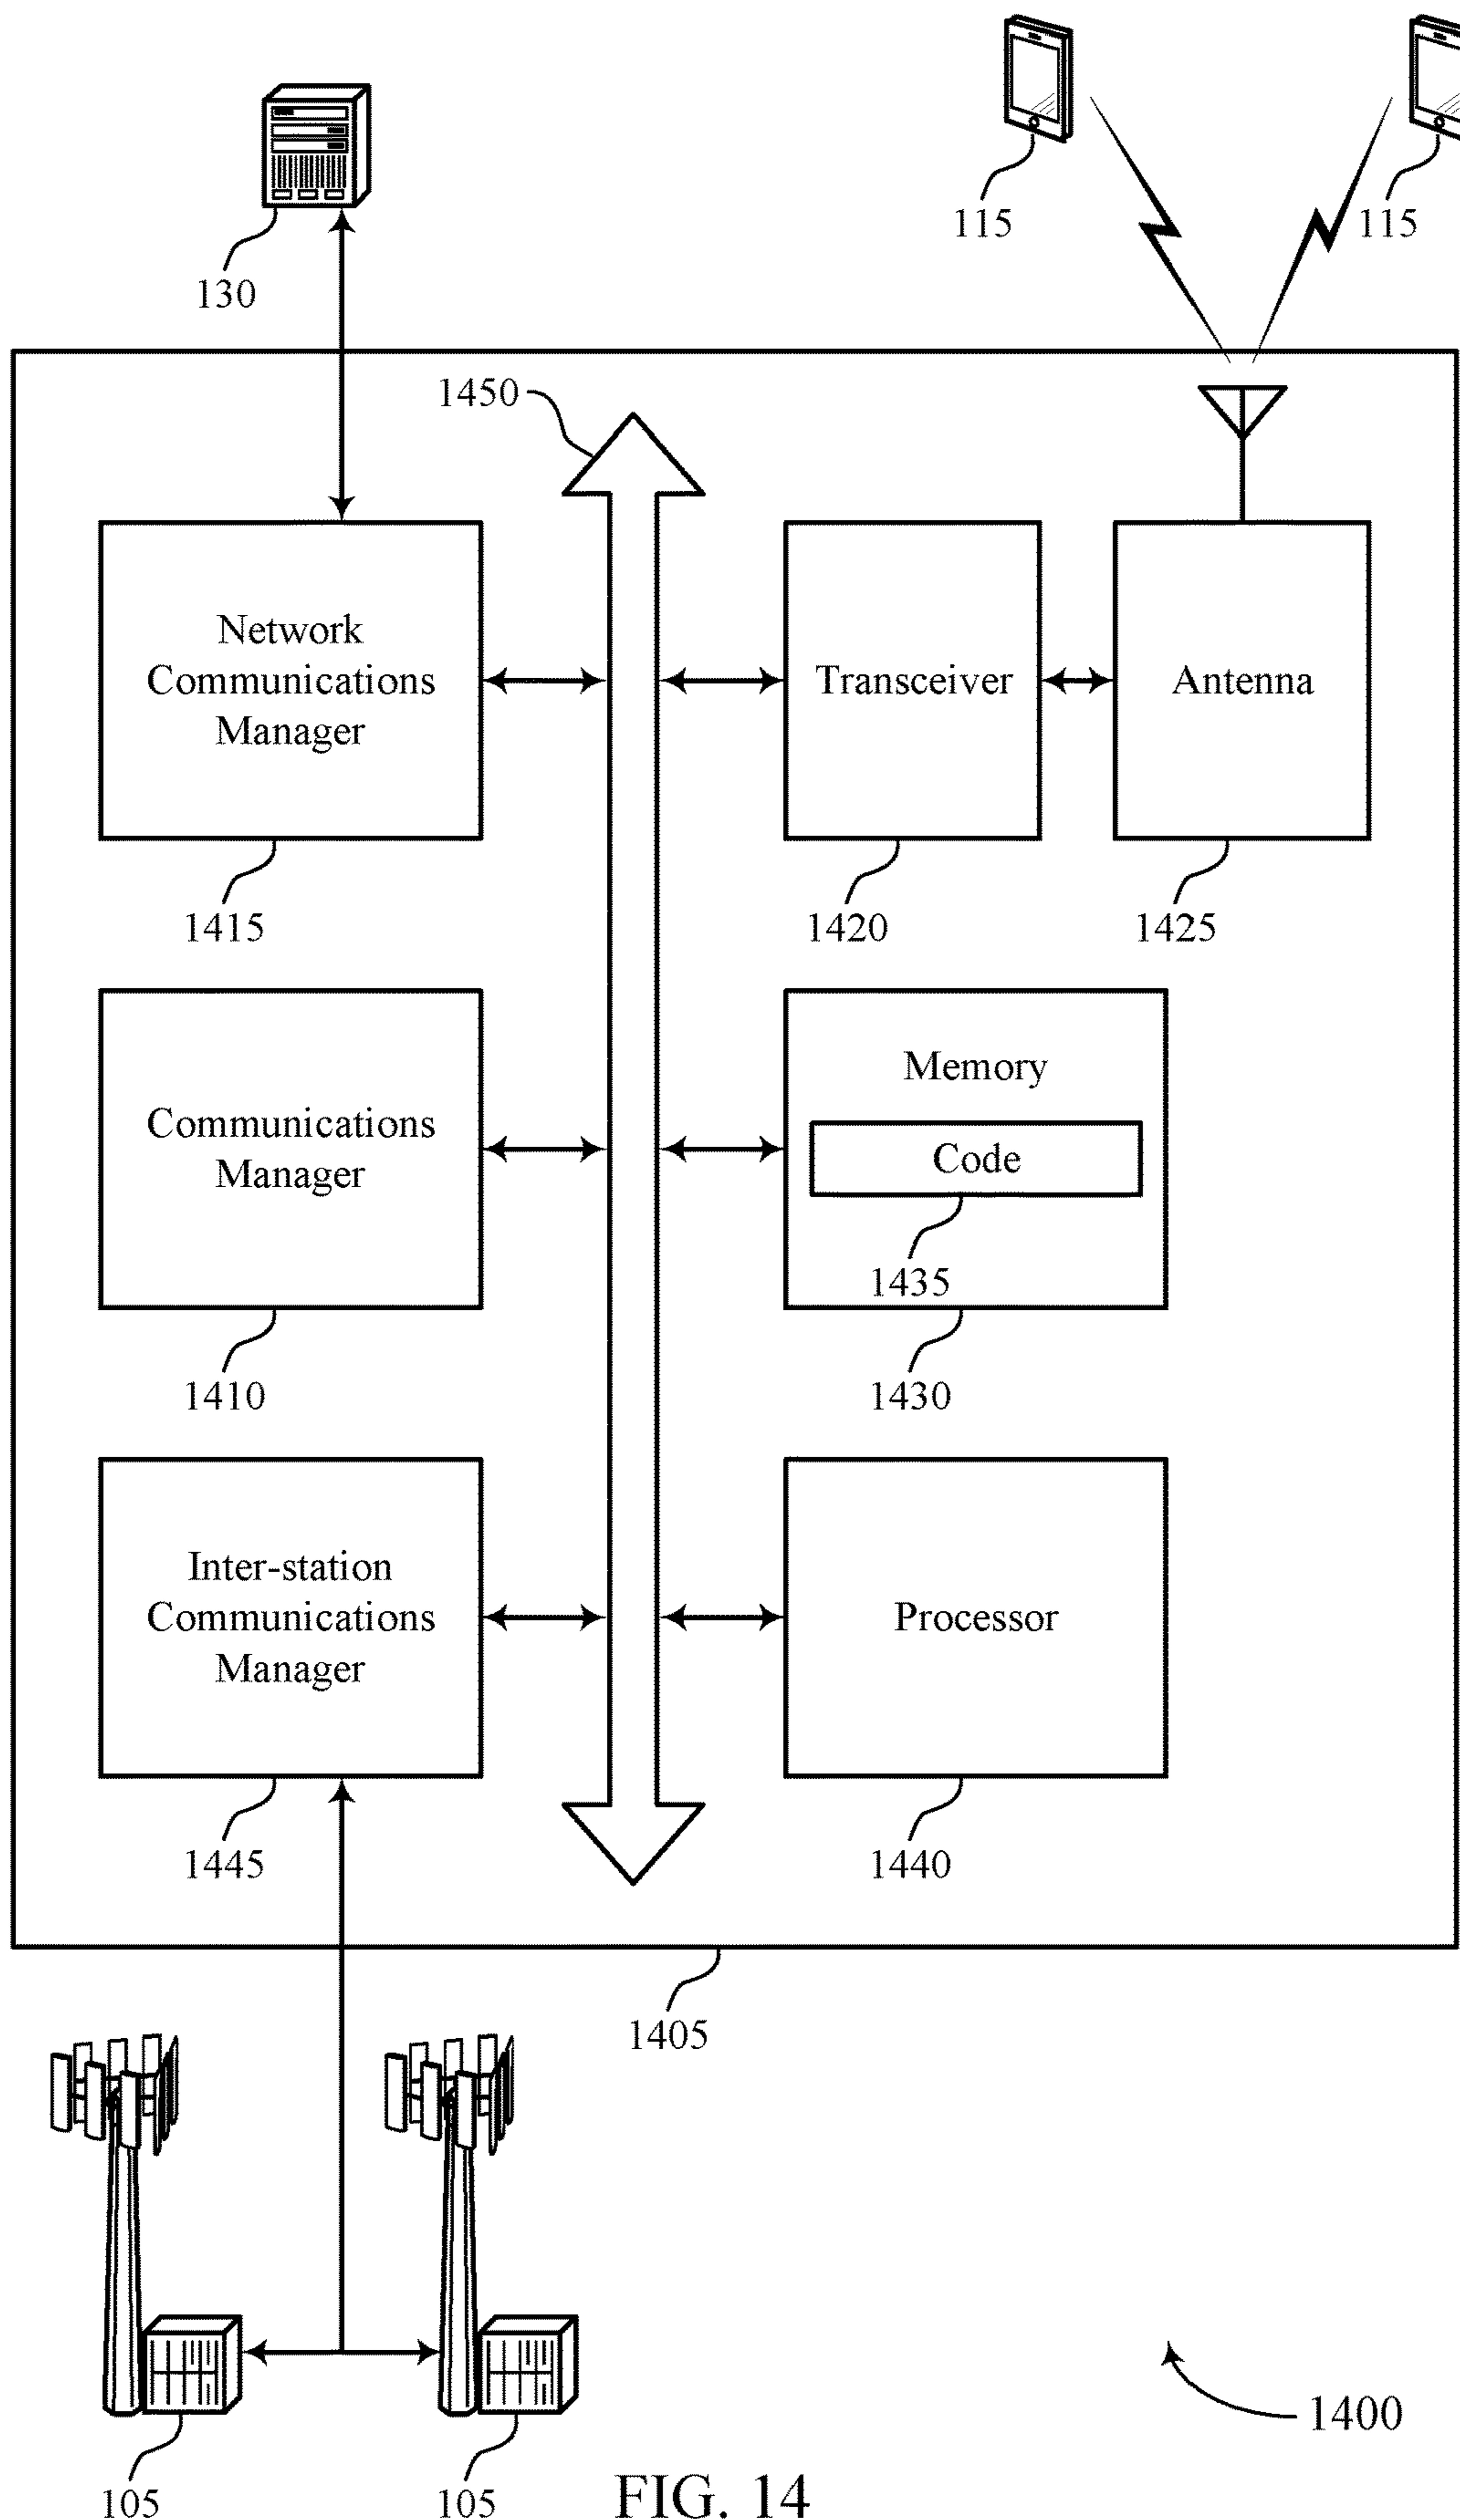 115
115
130
1450
Network
Communications
Manager
Transceiver
Antenna
1415
1420
1425
Communications
Manager
Memory
Code
1435
1410
1430
Inter-station
Communications
Manager
Processor
1445
1440
1405
1400
105
105
FIG. 14